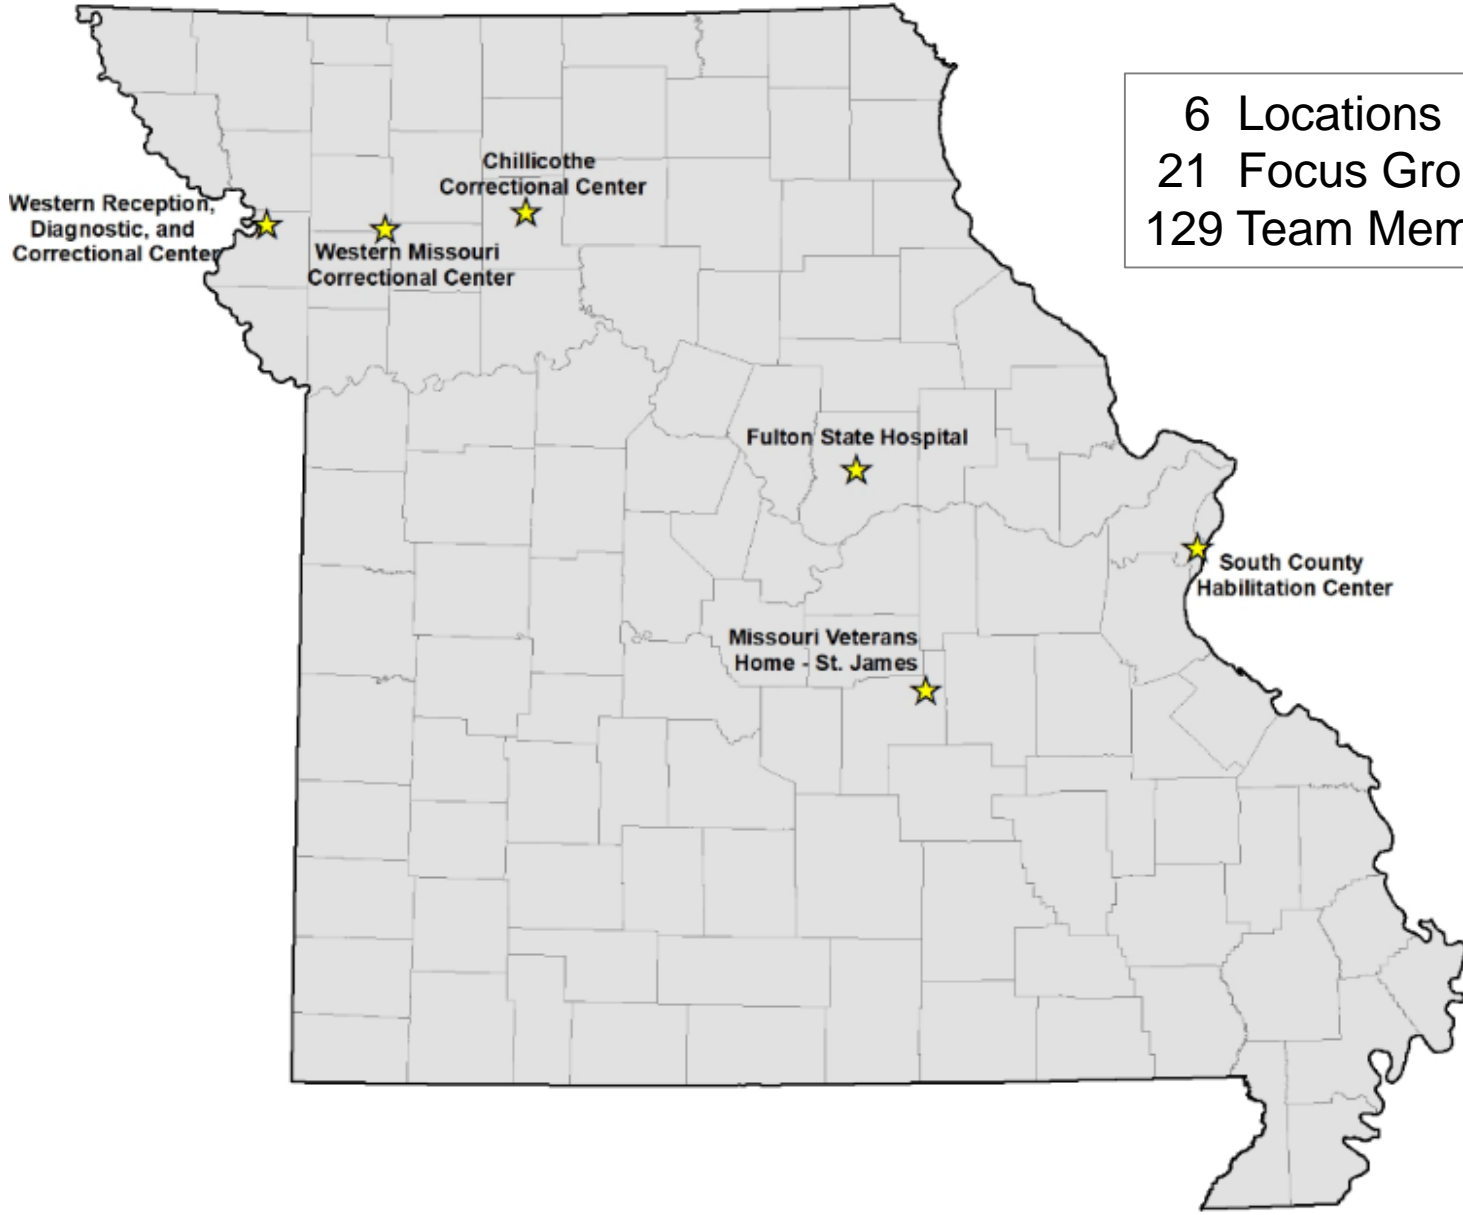 6 Locations
21 Focus Gro
129 Team Mem
Chillicothe
Correctional Center
Western Reception,
Diagnostic, and
Correctional Center
Western Missouri
Correctional Center
Fulton State Hospital
South County
Habilitation Center
Missouri Veterans
Home - St. James